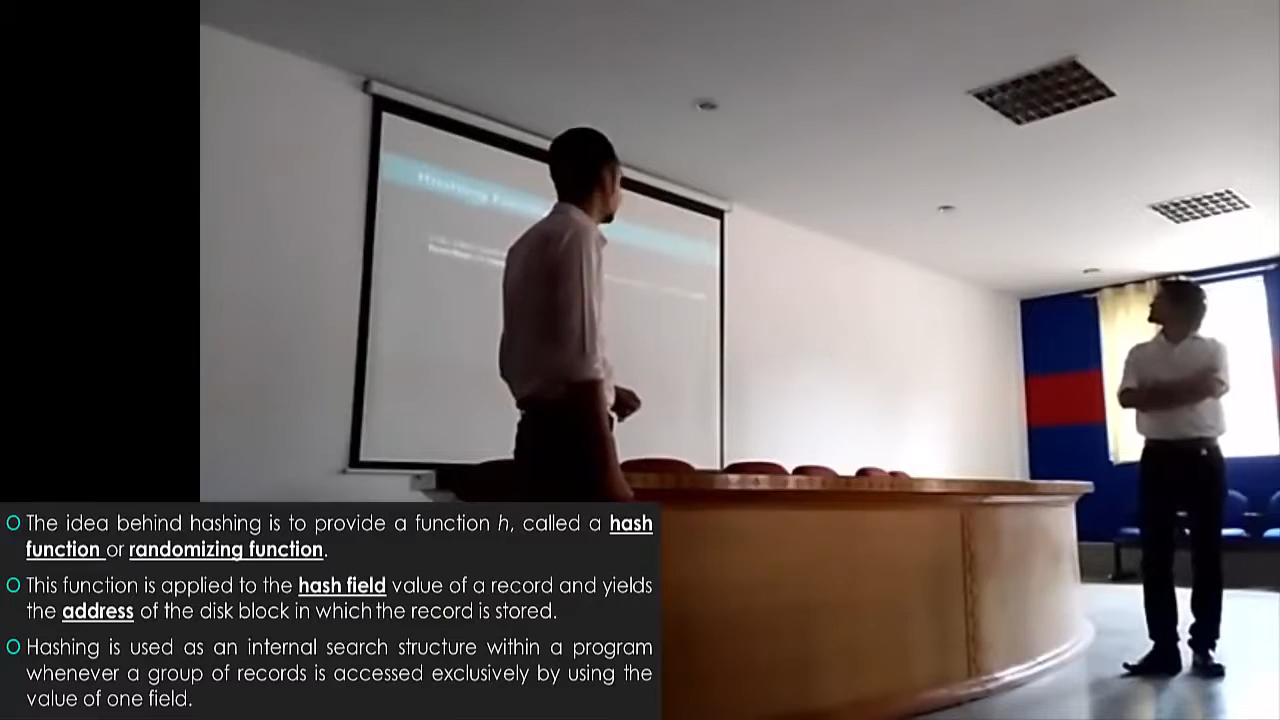 Hashing
The idea behind hashing is to provide a function h, called a hash
function or randomizing function.
This function is applied to the hash field value of a record and yields
the address of the disk block in which the record is stored.
Hashing is used as an internal search structure within a program
whenever a group of records is accessed exclusively by using the
value of one field.